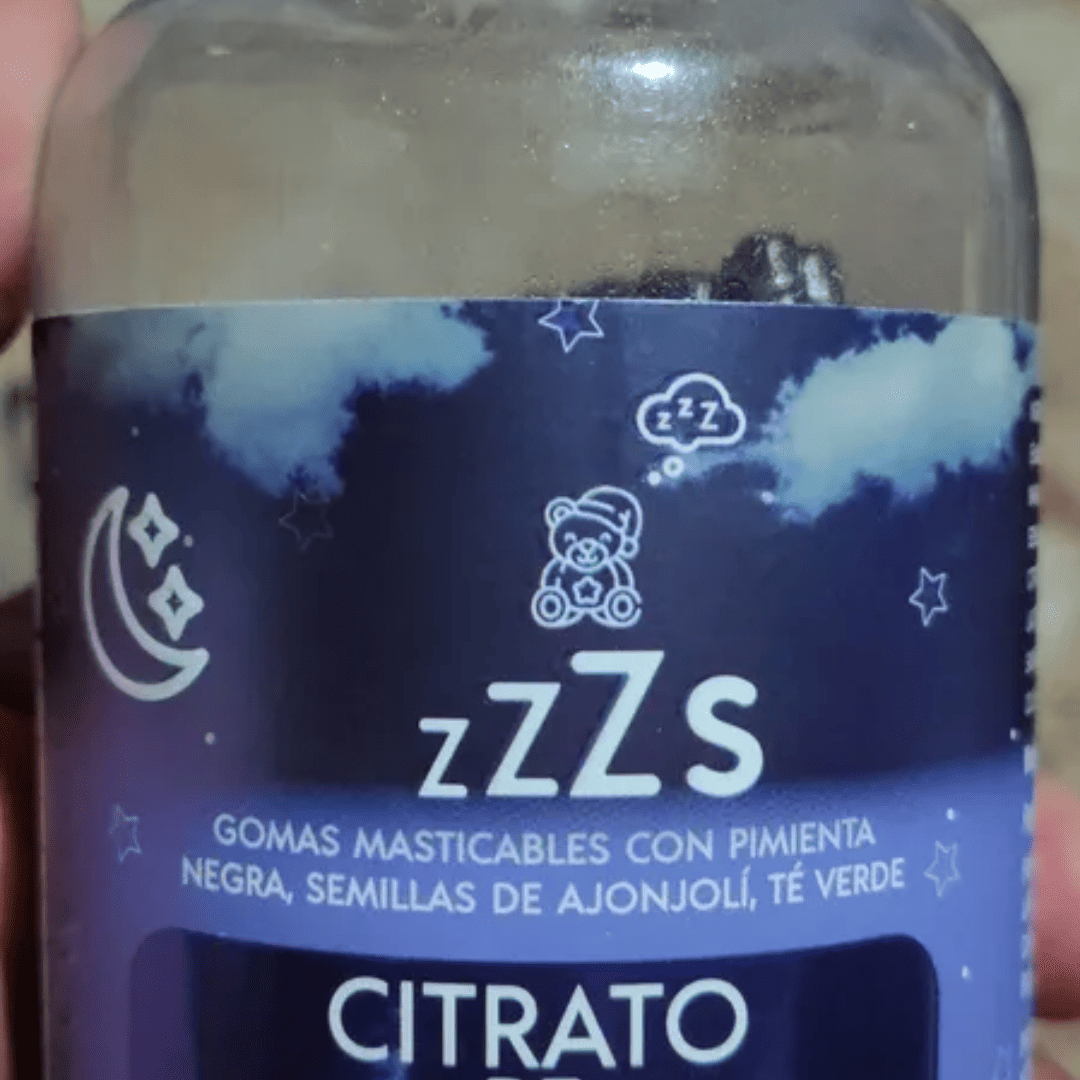 z z Z
zZZs
GOMAS MASTICABLES CON PIMIENTA
NEGRA, SEMILLAS DE AJONJOLÍ, TÉ VERDE
CITRATO